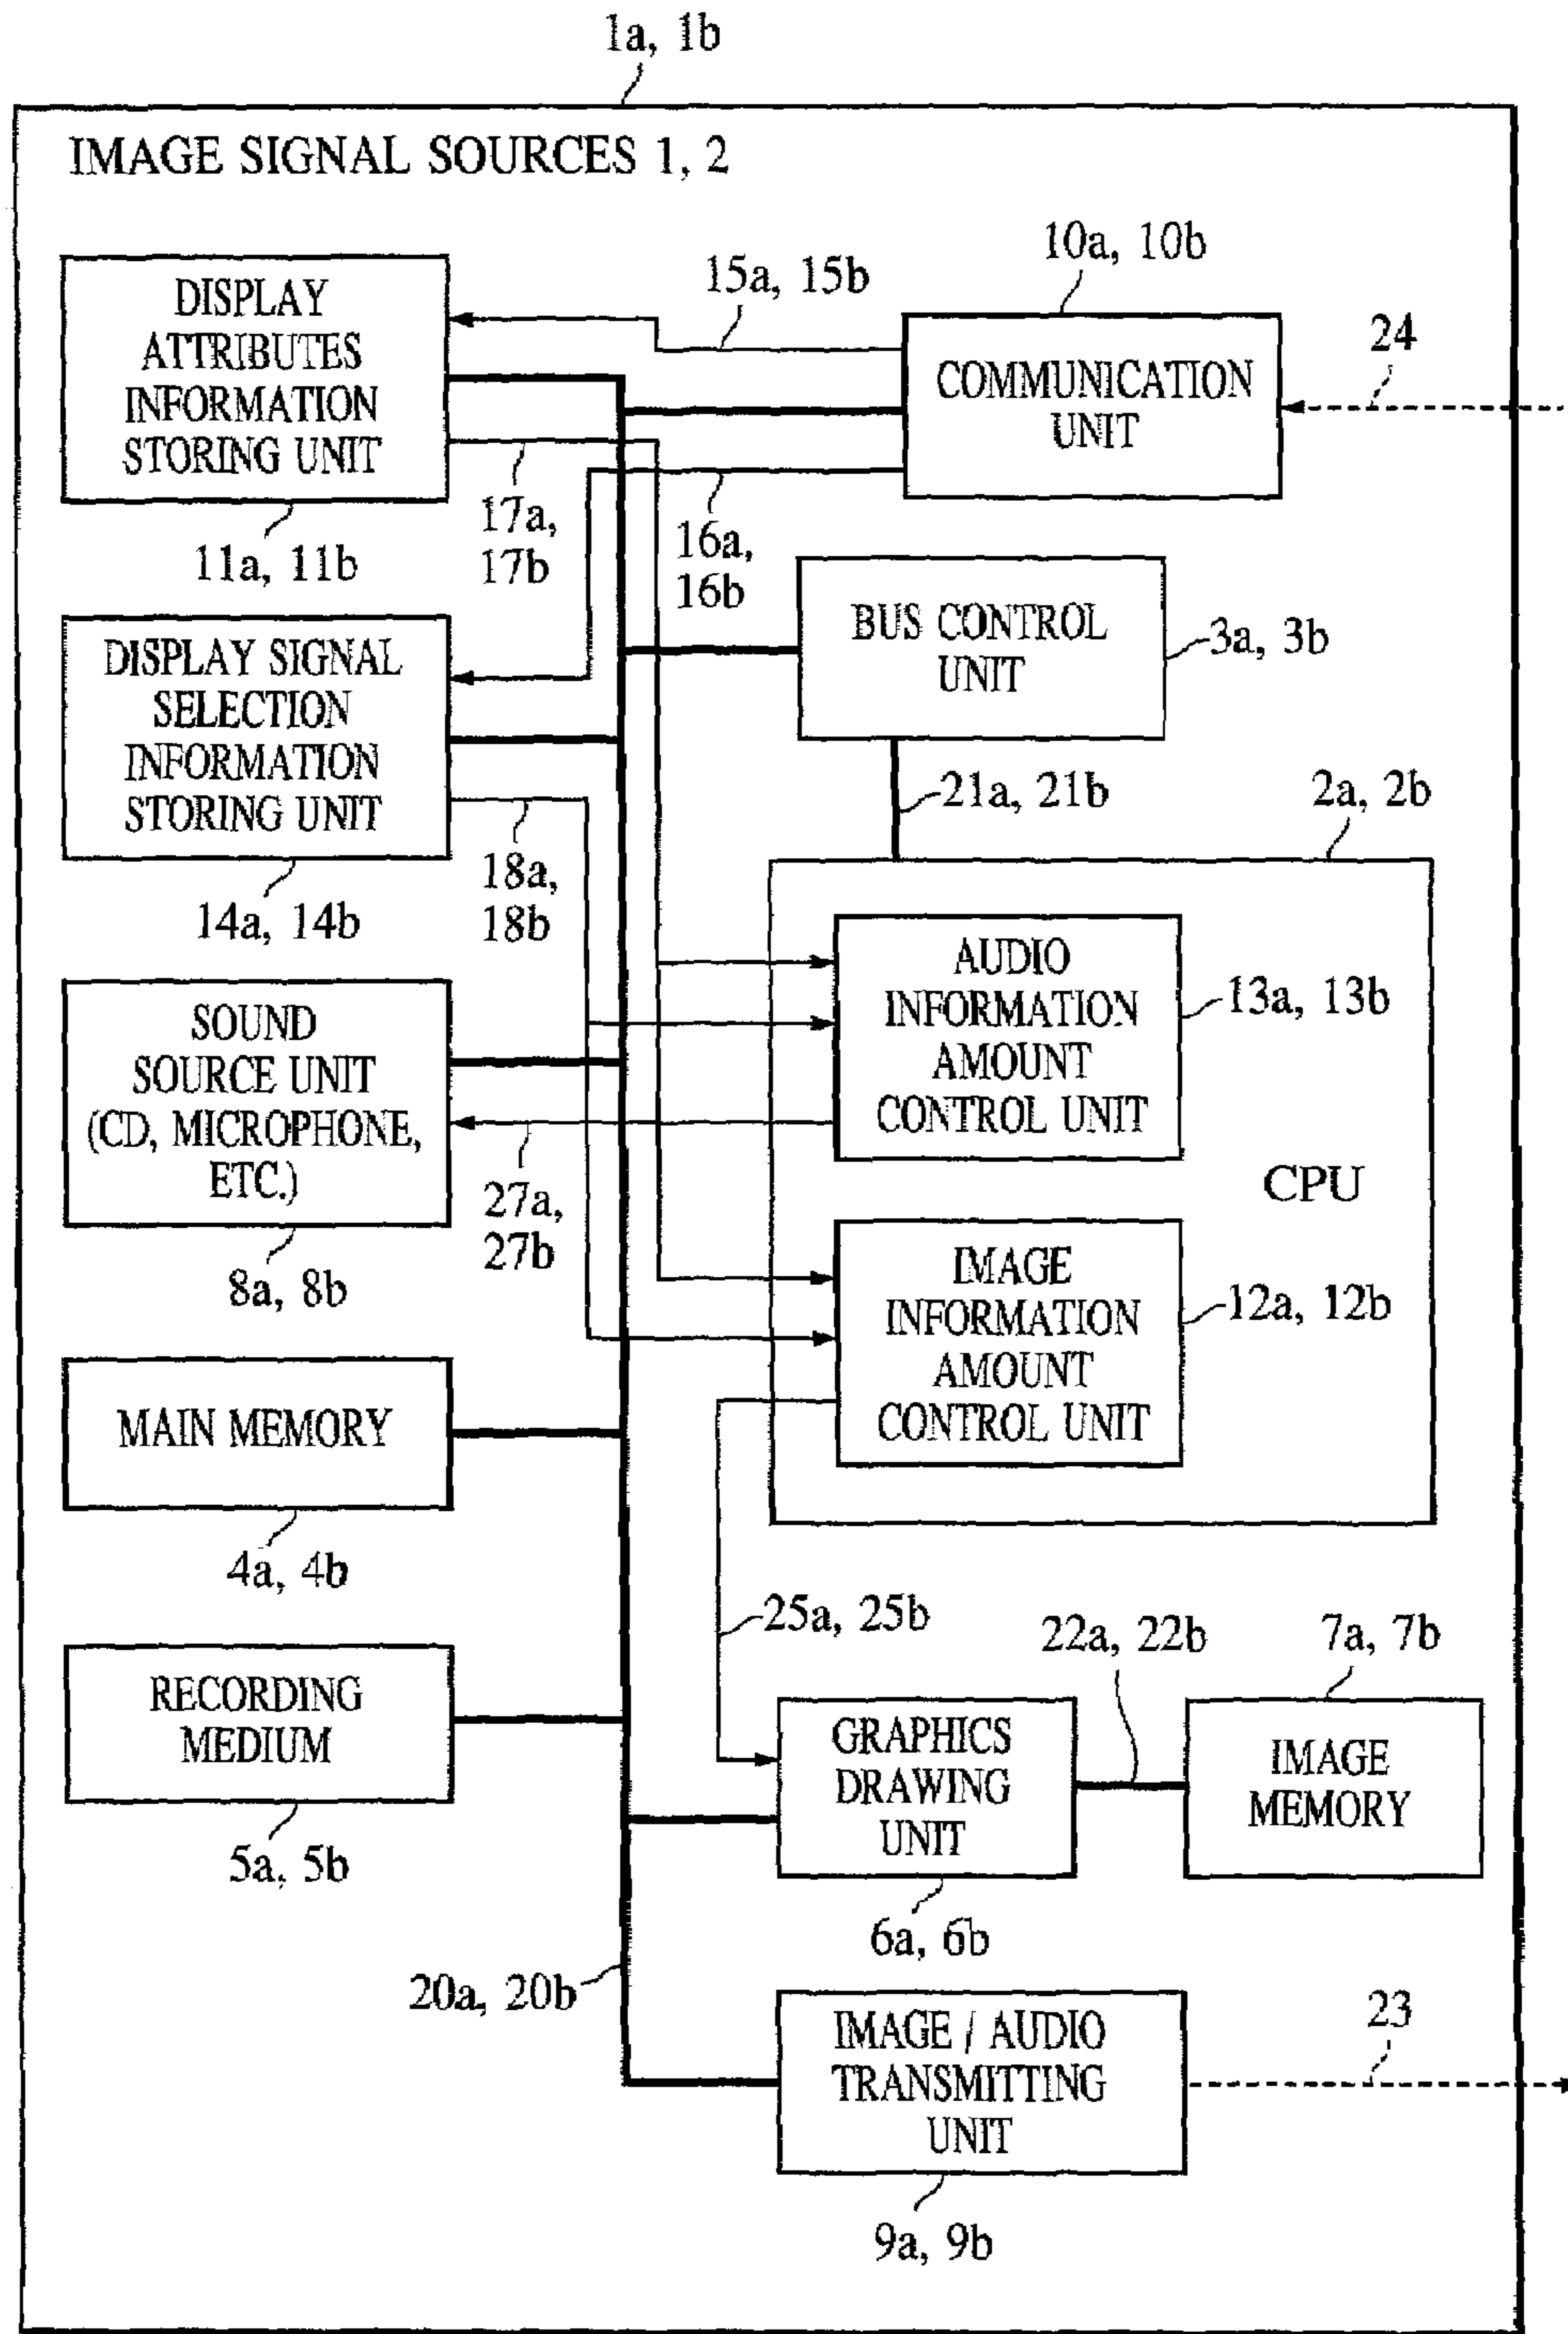 1a, 1b
IMAGE SIGNAL SOURCES 1, 2
DISPLAY
ATTRIBUTES
INFORMATION
STORING UNIT
11a, 11b
15a, 15b
10a, 10b
COMMUNICATION
UNIT
24
17a,
17b
16a,
16b
BUS CONTROL
UNIT
3a, 3b
DISPLAY SIGNAL
SELECTION
INFORMATION
STORING UNIT
14a, 14b
18a,
18b
21a, 21b
2a, 2b
AUDIO
INFORMATION
AMOUNT
CONTROL UNIT
13a, 13b
CPU
SOUND
SOURCE UNIT
(CD, MICROPHONE,
ETC.)
8a, 8b
27a,
27b
IMAGE
INFORMATION
AMOUNT
CONTROL UNIT
12a, 12b
MAIN MEMORY
4a, 4b
25a, 25b
22a, 22b
7a, 7b
RECORDING
MEDIUM
5a, 5b
GRAPHICS
DRAWING
UNIT
6a, 6b
IMAGE
MEMORY
20a, 20b
IMAGE / AUDIO
TRANSMITTING
UNIT
9a, 9b
23